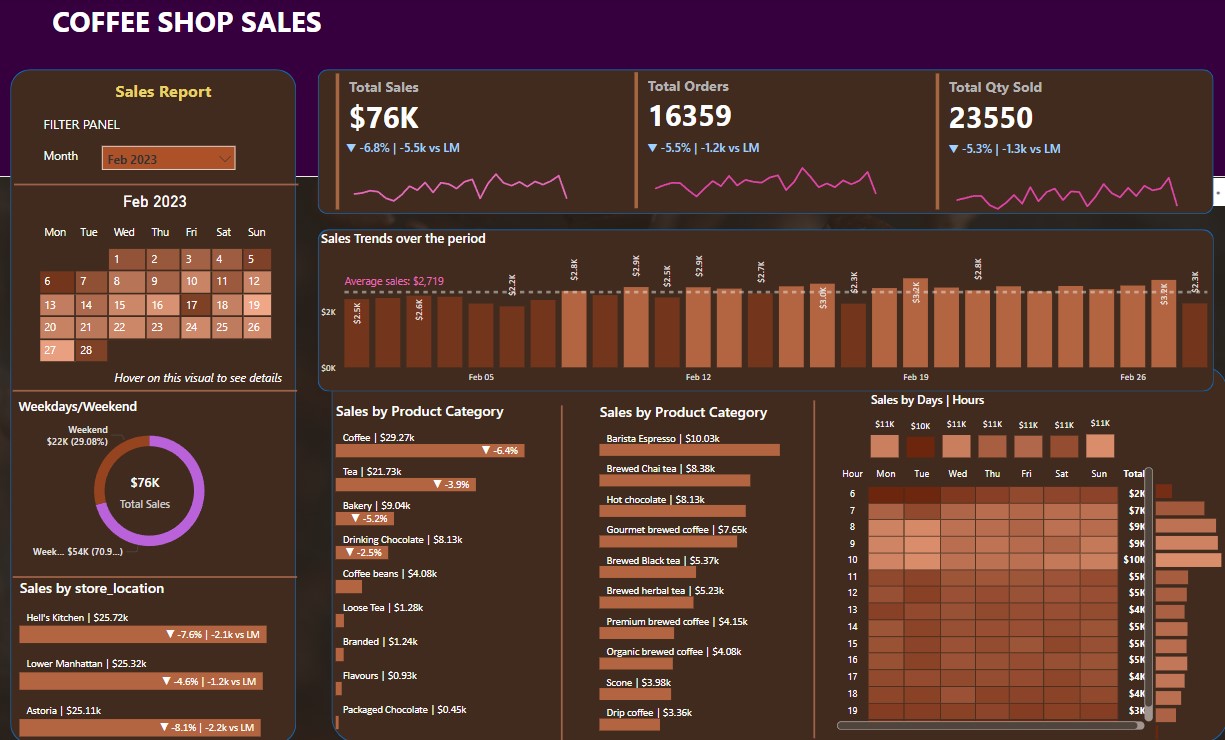 COFFEE SHOP SALES
Sales Report
FILTER PANEL
Month
Feb 2023
Feb 2023
Mon Tue Wed Thu Fri Sat Sun
1 2 3 4 5
6 7 8 9 10 11 12
13 14 15 16 17 18 19
20 21 22 23 24 25 26
27 28
Hover on this visual to see details
Weekdays/Weekend
Weekend
$22K (29.08%)
$76K
Total Sales
Week... $54K (70.9...)
Sales by store_location
Hell's Kitchen | $25.72k
▼ -7.6% | -2.1k vs LM
Lower Manhattan | $25.32k
▼ -4.6% | -1.2k vs LM
Astoria | $25.11k
▼ -8.1% | -2.2k vs LM
Total Sales
$76K
▼ -6.8% | -5.5k vs LM
Total Orders
16359
▼ -5.5% | -1.2k vs LM
Total Qty Sold
23550
▼ -5.3% | -1.3k vs LM
Sales Trends over the period
Average sales: $2,719
$2K
$0K
$2.5K
$2.6K
$2.2K
$2.8K
$2.9K
$2.5K
$2.9K
$2.7K
$3.0K
$2.3K
$3.2K
$2.8K
$3.2K
$2.3K
Feb 05
Feb 12
Feb 19
Feb 26
Sales by Product Category
Coffee | $29.27k
▼ -6.4%
Tea | $21.73k
▼ -3.9%
Bakery | $9.04k
▼ -5.2%
Drinking Chocolate | $8.13k
▼ -2.5%
Coffee beans | $4.08k
Loose Tea | $1.28k
Branded | $1.24k
Flavours | $0.93k
Packaged Chocolate | $0.45k
Sales by Product Category
Barista Espresso | $10.03k
Brewed Chai tea | $8.38k
Hot chocolate | $8.13k
Gourmet brewed coffee | $7.65k
Brewed Black tea | $5.37k
Brewed herbal tea | $5.23k
Premium brewed coffee | $4.15k
Organic brewed coffee | $4.08k
Scone | $3.98k
Drip coffee | $3.36k
Sales by Days | Hours
$11K $10K $11K $11K $11K $11K $11K
Hour Mon Tue Wed Thu Fri Sat Sun Total
6 $2K
7 $7K
8 $9K
9 $9K
10 $10K
11 $5K
12 $5K
13 $4K
14 $5K
15 $5K
16 $5K
17 $4K
18 $4K
19 $3K